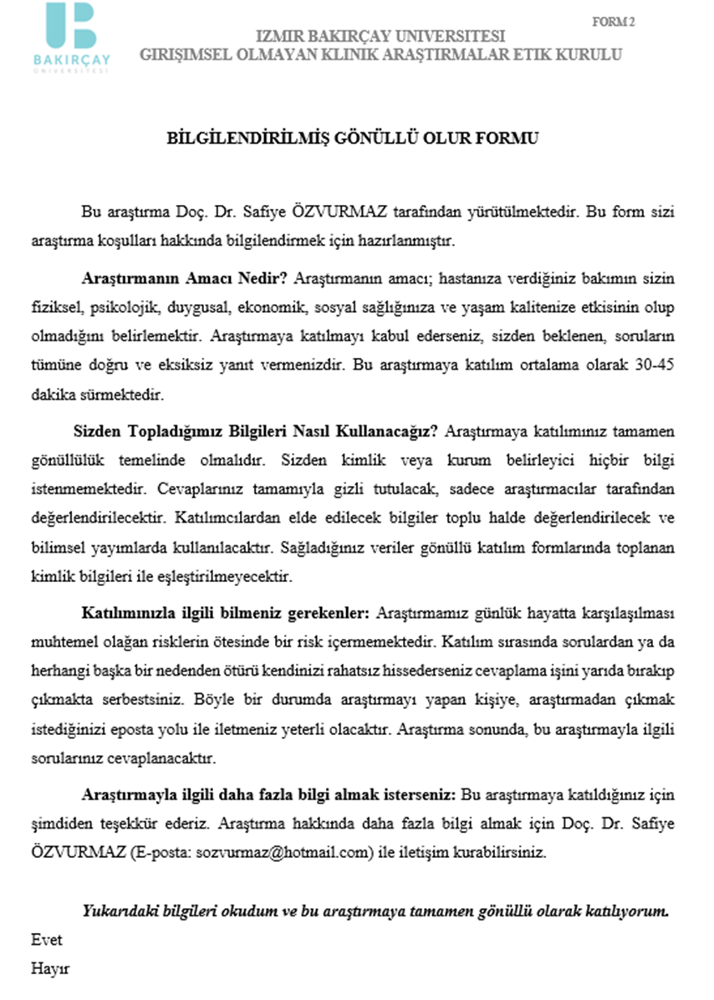 FORM 2
BAKIRÇAY
ÜNİVERSİTESİ
IZMIR BAKIRÇAY UNIVERSITESI
GIRIŞIMSEL OLMAYAN KLINIK ARAŞTIRMALAR ETIK KURULU
BİLGİLENDİRİLMİŞ GÖNÜLLÜ OLUR FORMU
Bu araştırma Doç. Dr. Safiye ÖZVURMAZ tarafından yürütülmektedir. Bu form sizi
araştırma koşulları hakkında bilgilendirmek için hazırlanmıştır.
Araştırmanın Amacı Nedir? Araştırmanın amacı; hastanıza verdiğiniz bakımın sizin
fiziksel, psikolojik, duygusal, ekonomik, sosyal sağlığınıza ve yaşam kalitenize etkisinin olup
olmadığını belirlemektir. Araştırmaya katılmayı kabul ederseniz, sizden beklenen, soruların
tümüne doğru ve eksiksiz yanıt vermenizdir. Bu araştırmaya katılım ortalama olarak 30-45
dakika sürmektedir.
Sizden Topladığımız Bilgileri Nasıl Kullanacağız? Araştırmaya katılımınız tamamen
gönüllülük temelinde olmalıdır. Sizden kimlik veya kurum belirleyici hiçbir bilgi
istenmemektedir. Cevaplarınız tamamıyla gizli tutulacak, sadece araştırmacılar tarafından
değerlendirilecektir. Katılımcılardan elde edilecek bilgiler toplu halde değerlendirilecek ve
bilimsel yayımlarda kullanılacaktır. Sağladığınız veriler gönüllü katılım formlarında toplanan
kimlik bilgileri ile eşleştirilmeyecektir.
Katılımınızla ilgili bilmeniz gerekenler: Araştırmamız günlük hayatta karşılaşılması
muhtemel olağan risklerin ötesinde bir risk içermemektedir. Katılım sırasında sorulardan ya da
herhangi başka bir nedenden ötürü kendinizi rahatsız hissederseniz cevaplama işini yarıda bırakıp
çıkmakta serbestsiniz. Böyle bir durumda araştırmayı yapan kişiye, araştırmadan çıkmak
istediğinizi eposta yolu ile iletmeniz yeterli olacaktır. Araştırma sonunda, bu araştırmayla ilgili
sorularınız cevaplanacaktır.
Araştırmayla ilgili daha fazla bilgi almak isterseniz: Bu araştırmaya katıldığınız için
şimdiden teşekkür ederiz. Araştırma hakkında daha fazla bilgi almak için Doç. Dr. Safiye
ÖZVURMAZ (E-posta: sozvurmaz@hotmail.com) ile iletişim kurabilirsiniz.
Yukarıdaki bilgileri okudum ve bu araştırmaya tamamen gönüllü olarak katılıyorum.
Evet
Hayır